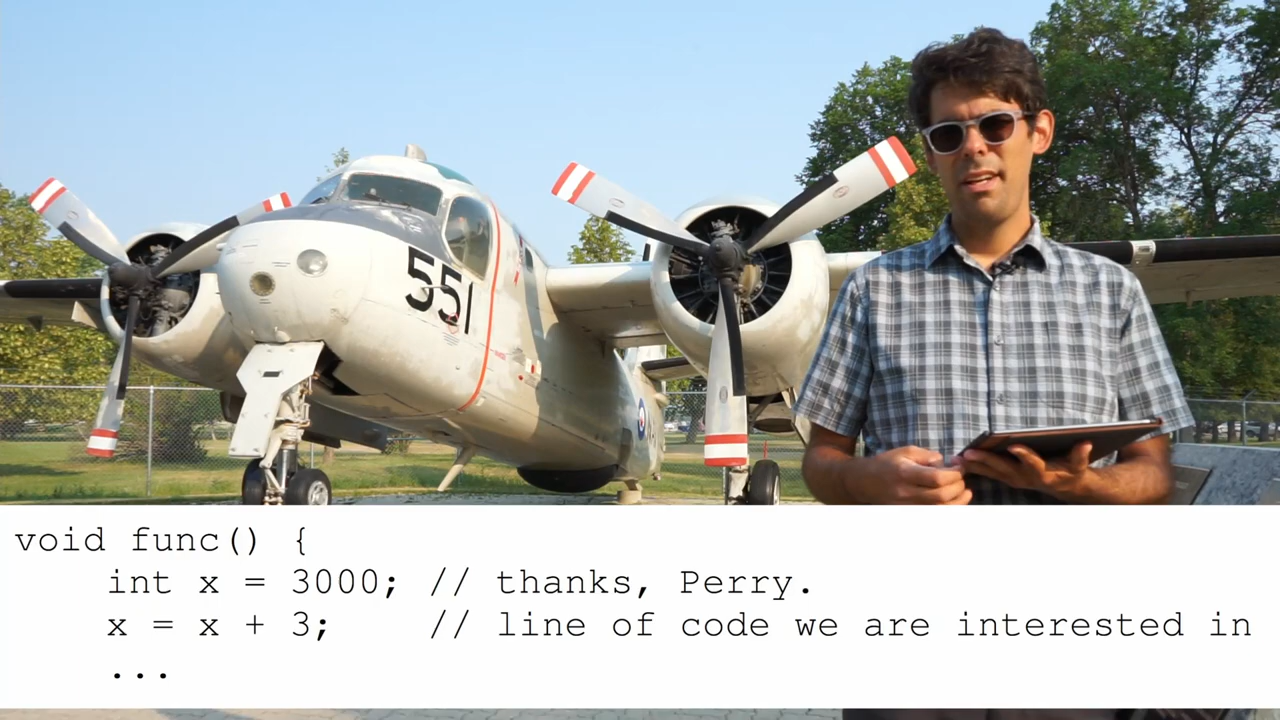 551
void func() {
    int x = 3000; // thanks, Perry.
    x = x + 3;     // line of code we are interested in
    ...